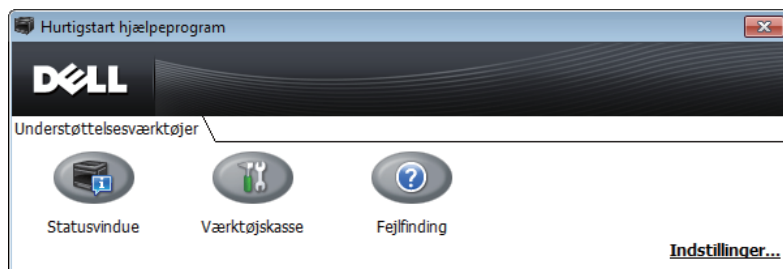 Hurtigstart hjælpeprogram
DELL
Understøttelsesværktøjer
Statusvindue
Værktøjskasse
Fejlfinding
Indstillinger...